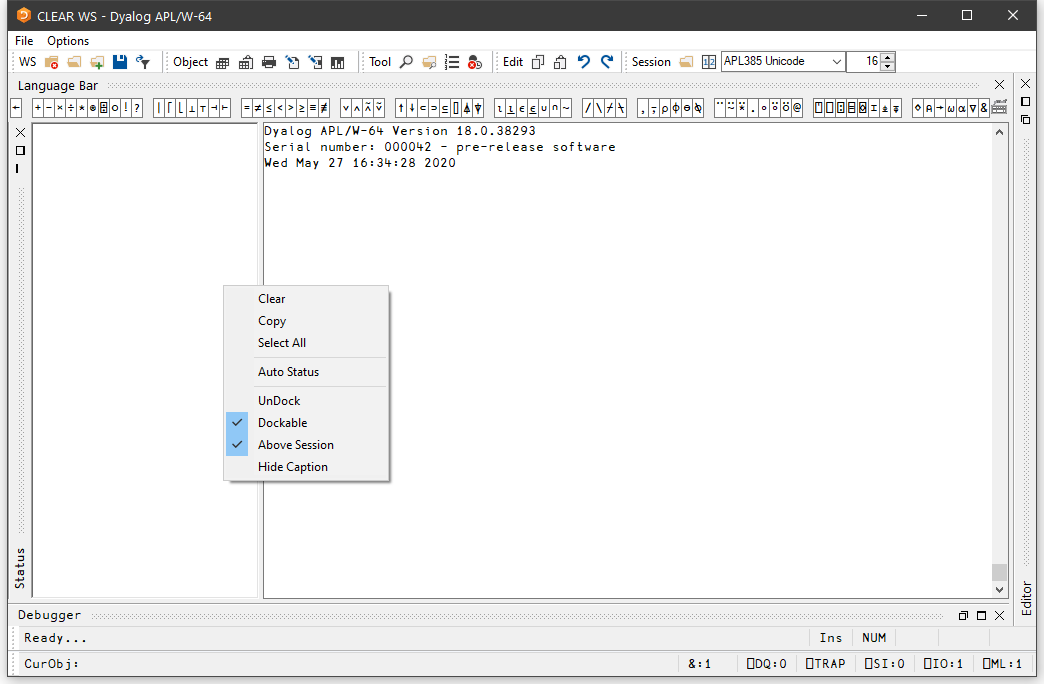 CLEAR WS - Dyalog APL/W-64
File Options
WS Object Tool Edit Session APL385 Unicode 16
Language Bar
Dyalog APL/W-64 Version 18.0.38293
Serial number: 000042 - pre-release software
Wed May 27 16:34:28 2020
Clear
Copy
Select All
Auto Status
UnDock
Dockable
Above Session
Hide Caption
Status
Editor
Debugger
Ready... Ins NUM
CurObj: &:1 ⎕DQ:0 ⎕TRAP ⎕SI:0 ⎕IO:1 ⎕ML:1